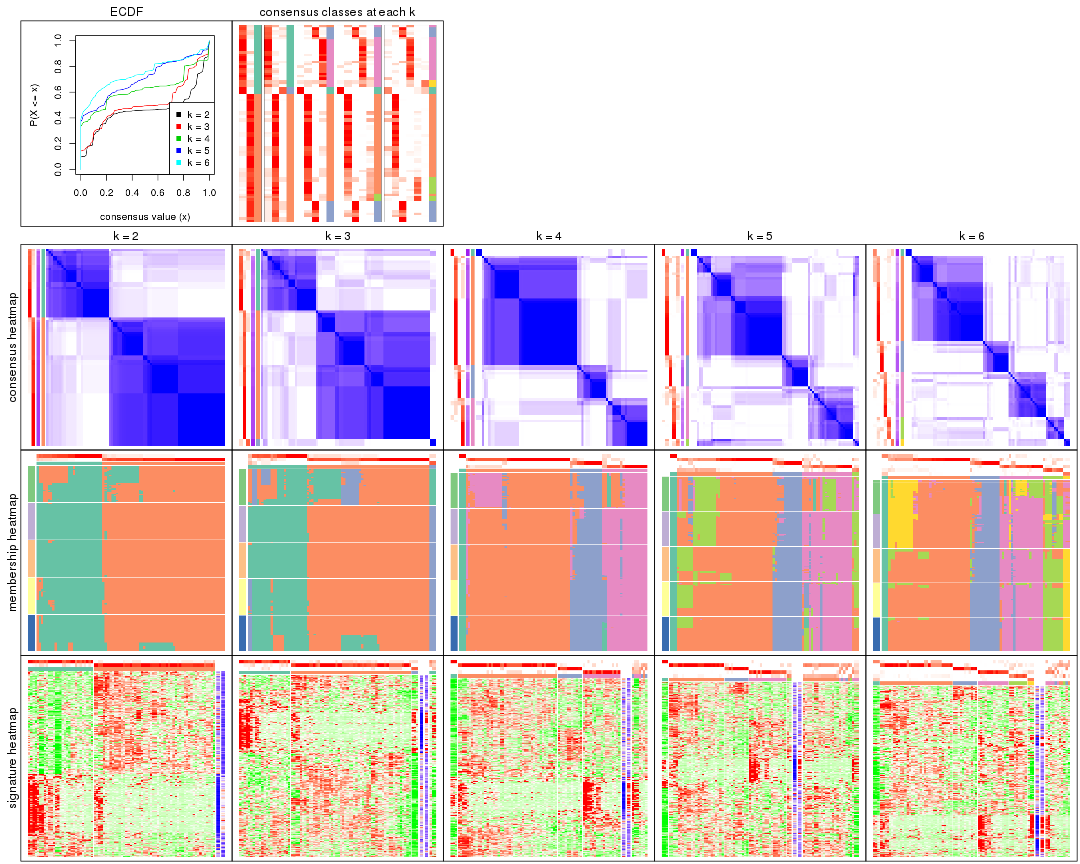 ECDF
consensus classes at each k
P(X <= x)
0.0 0.2 0.4 0.6 0.8 1.0
k = 2
k = 3
k = 4
k = 5
k = 6
0.0 0.2 0.4 0.6 0.8 1.0
consensus value (x)
k = 2
k = 3
k = 4
k = 5
k = 6
consensus heatmap
membership heatmap
signature heatmap